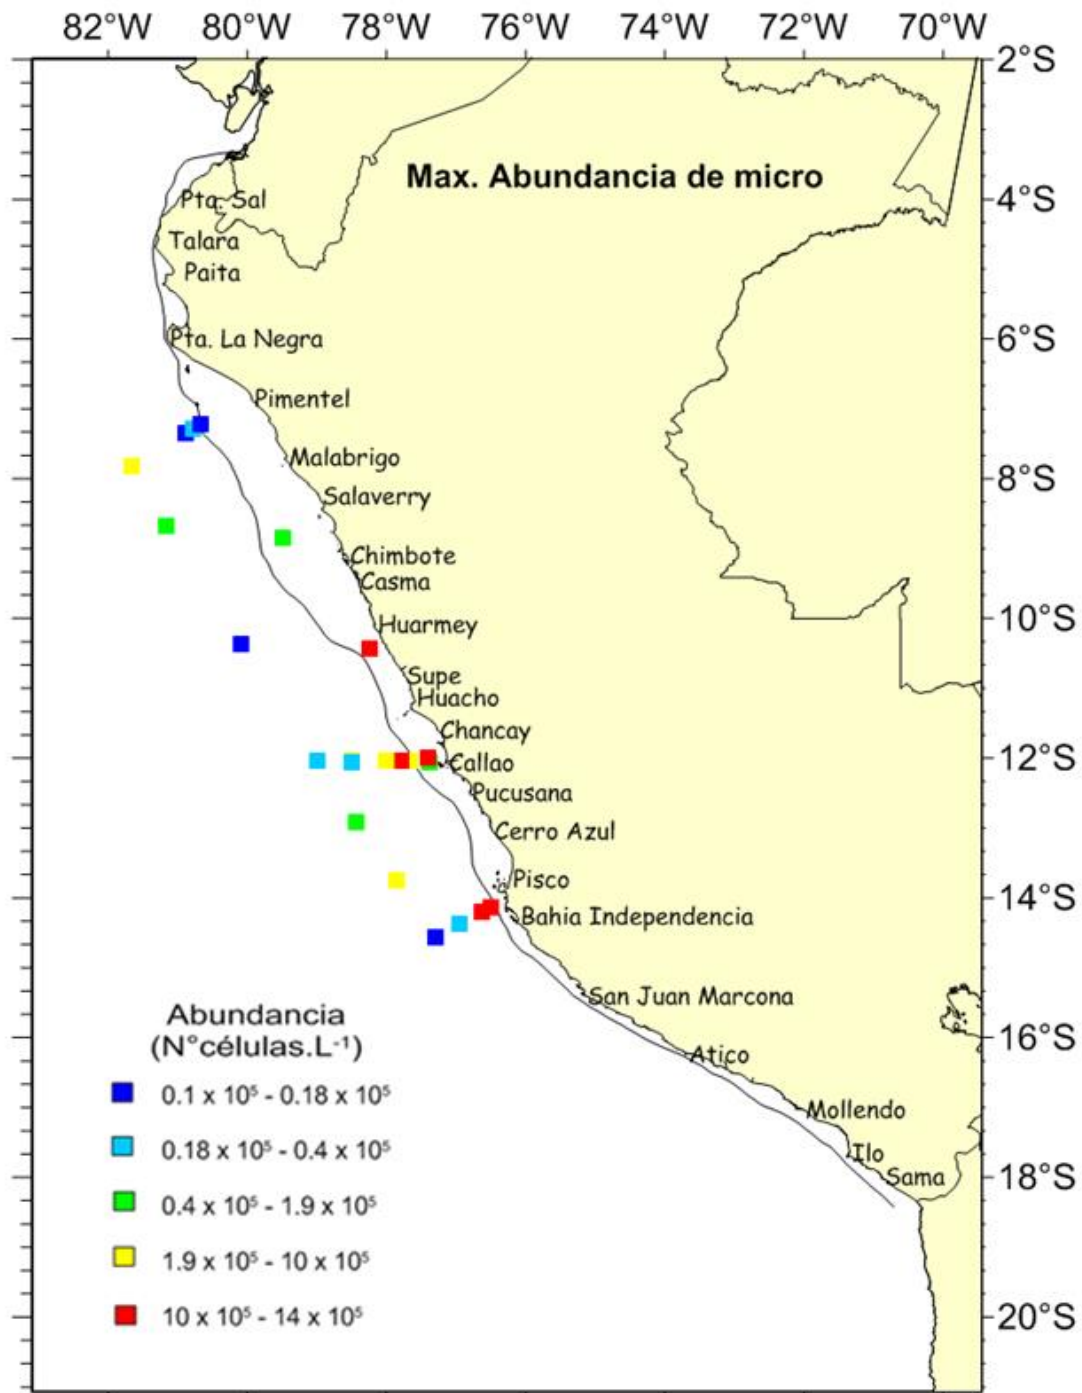 82°W 80°W 78°W 76°W 74°W 72°W 70°W
2°S
Max. Abundancia de micro
Pta. Sal
4°S
Talara
Paita
Pta. La Negra
6°S
Pimentel
Malabrigo
8°S
Salaverry
Chimbote
Casma
10°S
Huarmey
Supe
Huacho
Chancay
12°S
Callao
Pucusana
Cerro Azul
Pisco
14°S
Bahia Independencia
San Juan Marcona
Abundancia
(N°células.L⁻¹)
16°S
Atico
0.1 x 10⁵ - 0.18 x 10⁵
Mollendo
0.18 x 10⁵ - 0.4 x 10⁵
Ilo
Sama
18°S
0.4 x 10⁵ - 1.9 x 10⁵
1.9 x 10⁵ - 10 x 10⁵
10 x 10⁵ - 14 x 10⁵
20°S